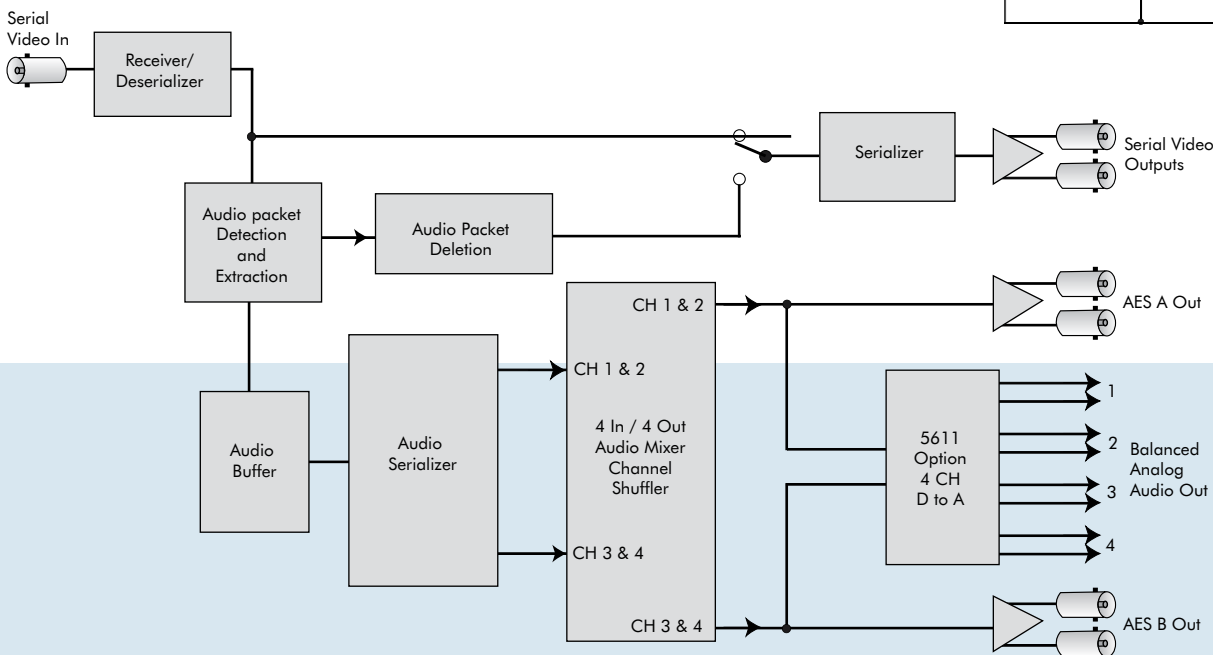 Serial
Video In
Receiver/
Deserializer
Serializer
Serial Video
Outputs
Audio packet
Detection
and
Extraction
Audio Packet
Deletion
CH 1 & 2
AES A Out
CH 1 & 2
4 In / 4 Out
Audio Mixer
Channel
Shuffler
CH 3 & 4
CH 3 & 4
Audio
Buffer
Audio
Serializer
5611
Option
4 CH
D to A
1
2
3
4
Balanced
Analog
Audio Out
AES B Out